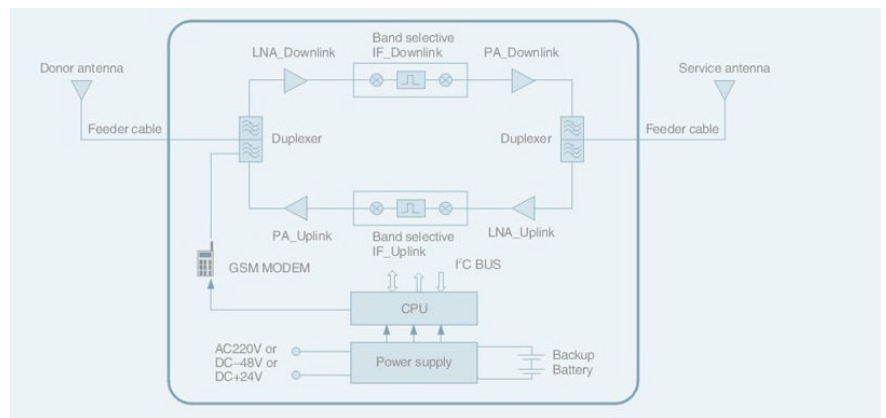 Band selective
LNA_Downlink IF_Downlink PA_Downlink
Donor antenna
Service antenna
Feeder cable
Duplexer
Duplexer
Feeder cable
PA_Uplink
Band selective
IF_Uplink
LNA_Uplink
GSM MODEM
I²C BUS
CPU
AC220V or
DC–48V or
DC+24V
Power supply
Backup
Battery